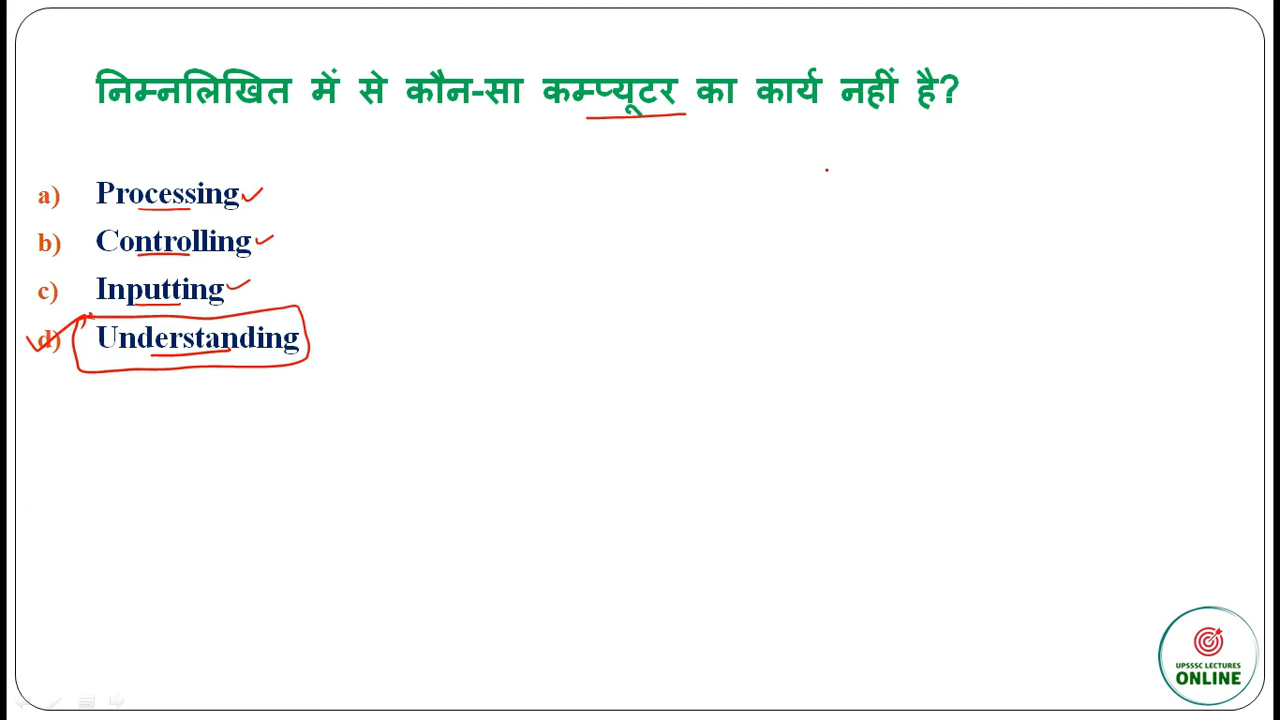 निम्नलिखित में से कौन-सा कम्प्यूटर का कार्य नहीं है?
a) Processing
b) Controlling
c) Inputting
d) Understanding
UPSSSC LECTURES
ONLINE